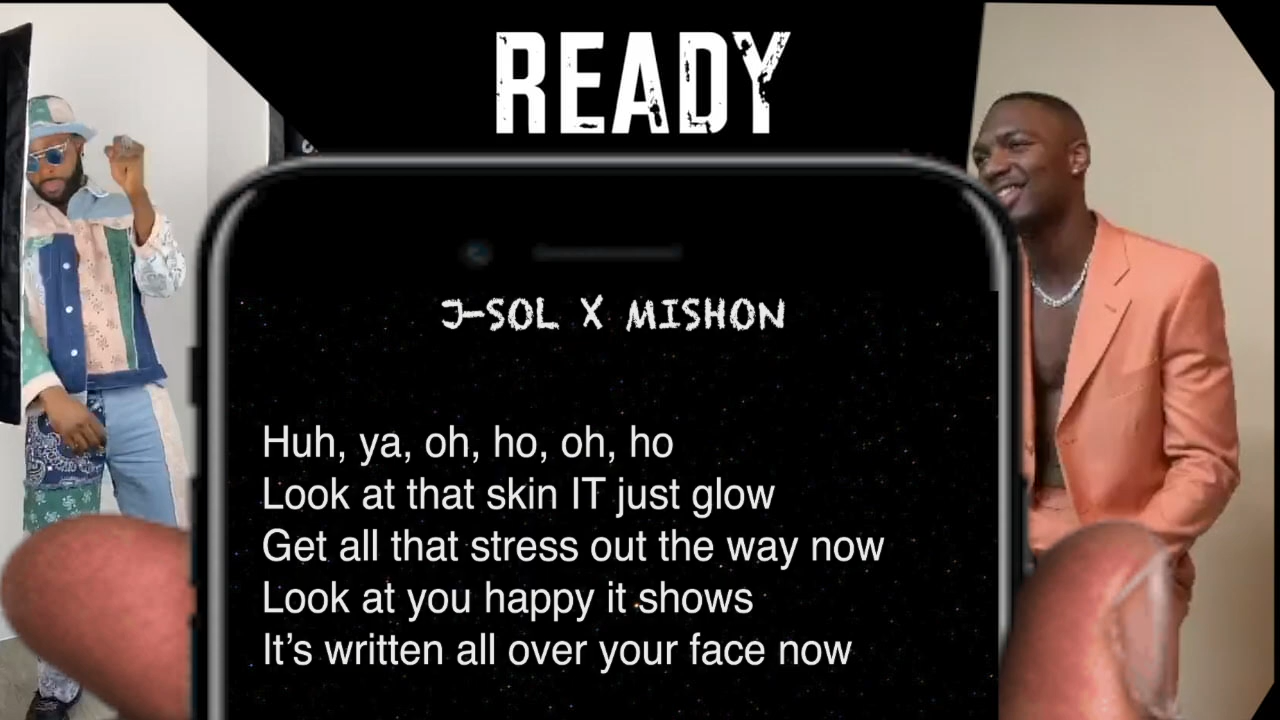 READY
J-SOL X MISHON
Huh, ya, oh, ho, oh, ho
Look at that skin IT just glow
Get all that stress out the way now
Look at you happy it shows
It’s written all over your face now